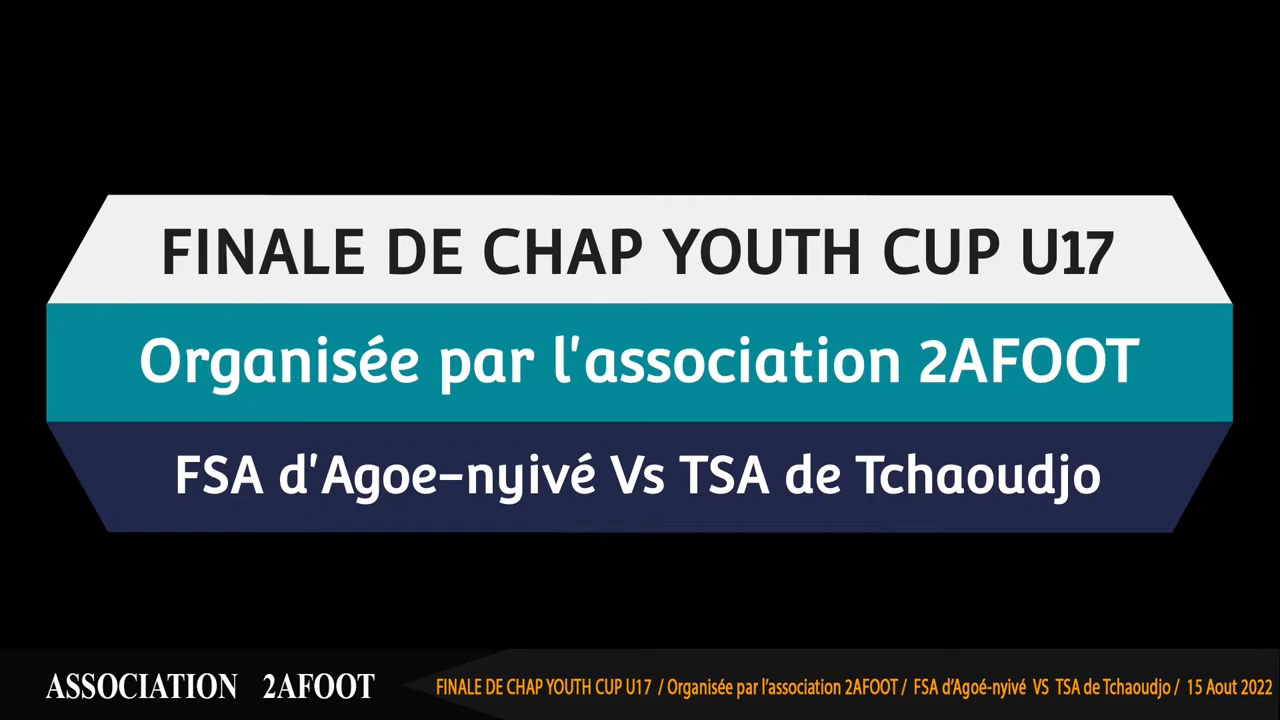 FINALE DE CHAP YOUTH CUP U17
Organisée par l'association 2AFOOT
FSA d'Agoe-nyivé Vs TSA de Tchaoudjo
ASSOCIATION 2AFOOT
FINALE DE CHAP YOUTH CUP U17 / Organisée par l'association 2AFOOT / FSA d'Agoé-nyivé VS TSA de Tchaoudjo / 15 Aout 2022